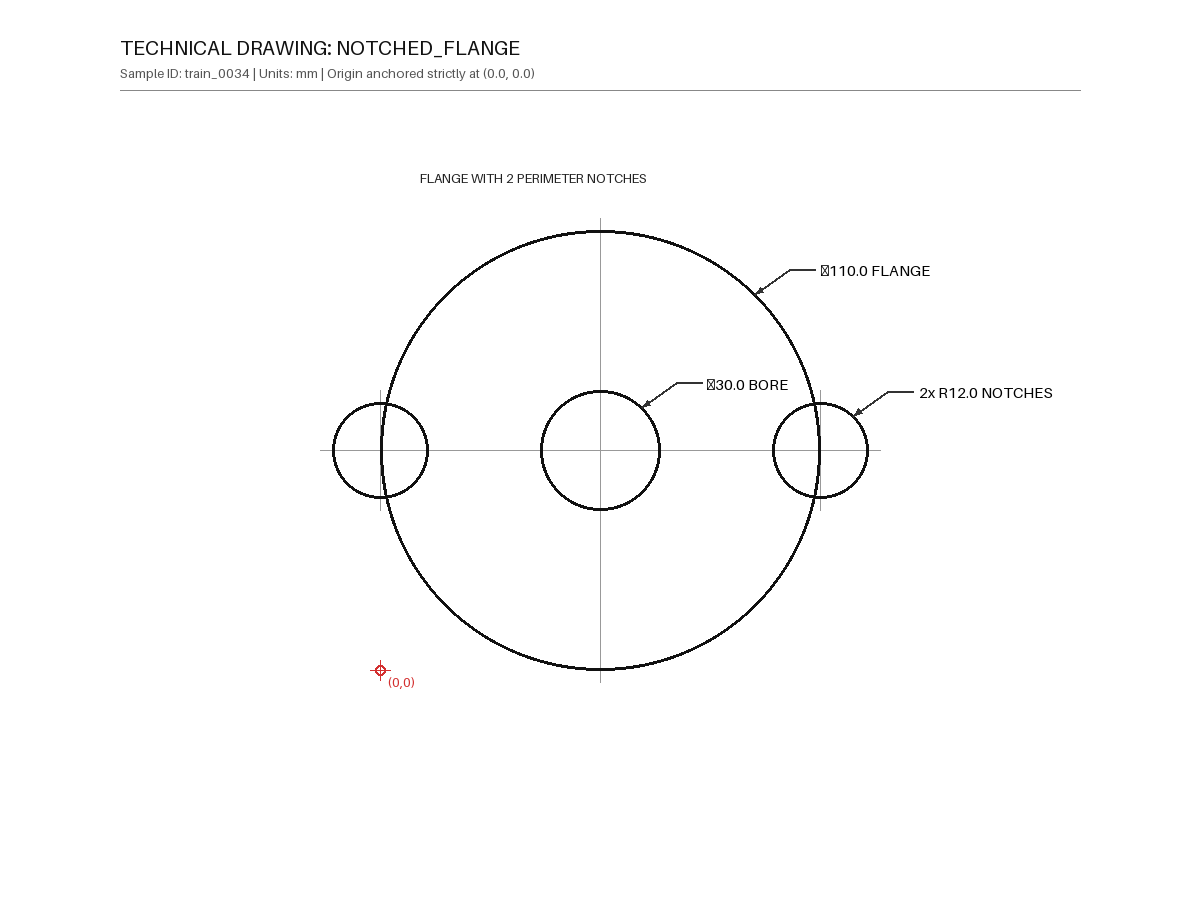 TECHNICAL DRAWING: NOTCHED_FLANGE
Sample ID: train_0034 | Units: mm | Origin anchored strictly at (0.0, 0.0)
FLANGE WITH 2 PERIMETER NOTCHES
110.0 FLANGE
30.0 BORE
2x R12.0 NOTCHES
(0,0)